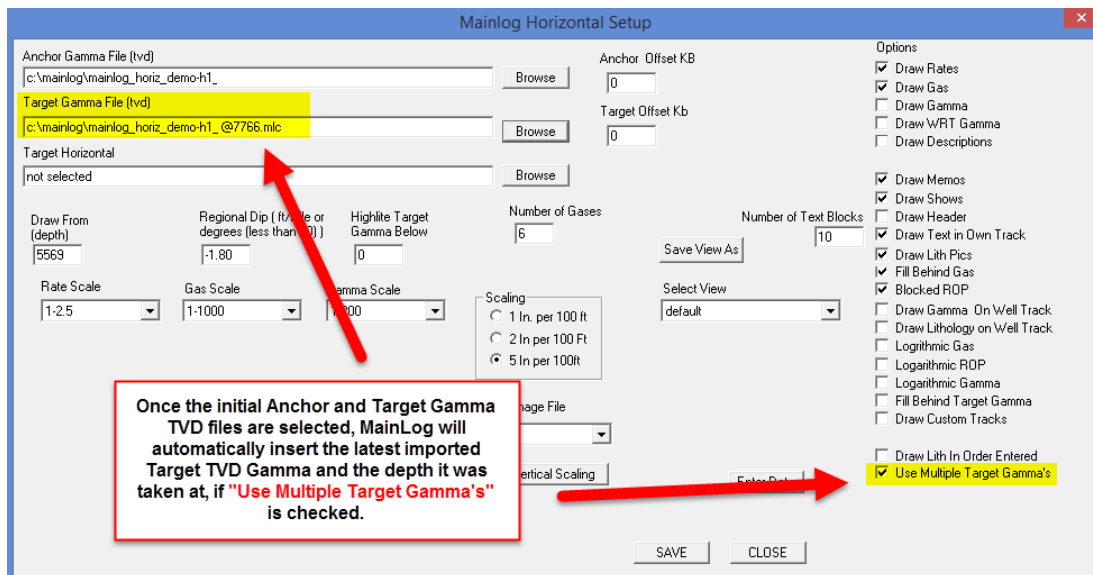 Mainlog Horizontal Setup
Anchor Gamma File (tvd)
c:\mainlog\mainlog_horiz_demo-h1_
Browse
Anchor Offset KB
0
Target Gamma File (tvd)
c:\mainlog\mainlog_horiz_demo-h1_ @7766.mlc
Browse
Target Offset Kb
0
Target Horizontal
not selected
Browse
Draw From
(depth)
5569
Regional Dip ( ft/
or
degrees (less than
) )
-1.80
Highlite Target
Gamma Below
0
Number of Gases
6
Save View As
Number of Text Blocks
10
Rate Scale
1-2.5
Gas Scale
1-1000
Scale
Scaling
1 In. per 100 ft
2 In per 100 Ft
5 In per 100ft
Select View
default
File
Scaling
SAVE
CLOSE
Options
Draw Rates
Draw Gas
Draw Gamma
Draw WRT Gamma
Draw Descriptions
Draw Memos
Draw Shows
Draw Header
Draw Text in Own Track
Draw Lith Pics
Fill Behind Gas
Blocked ROP
Draw Gamma On Well Track
Draw Lithology on Well Track
Logrithmic Gas
Logarithmic ROP
Logarithmic Gamma
Fill Behind Target Gamma
Draw Custom Tracks
Draw Lith In Order Entered
Use Multiple Target Gamma's
Once the initial Anchor and Target Gamma
TVD files are selected, MainLog will
automatically insert the latest imported
Target TVD Gamma and the depth it was
taken at, if "Use Multiple Target Gamma's"
is checked.